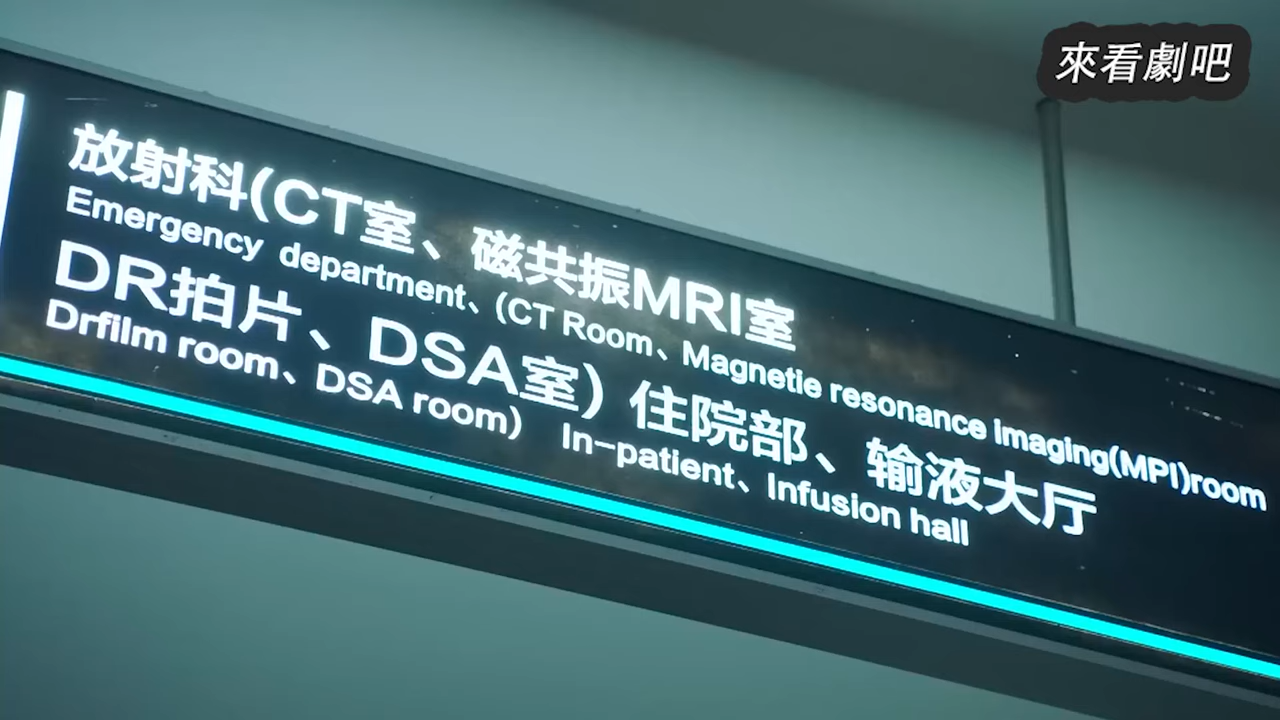 來看劇吧
放射科(CT室、磁共振MRI室
Emergency department、(CT Room、Magnetie resonance imaging(MPI)room
DR拍片、DSA室) 住院部、输液大厅
Drfilm room、DSA room) In-patient、Infusion hall